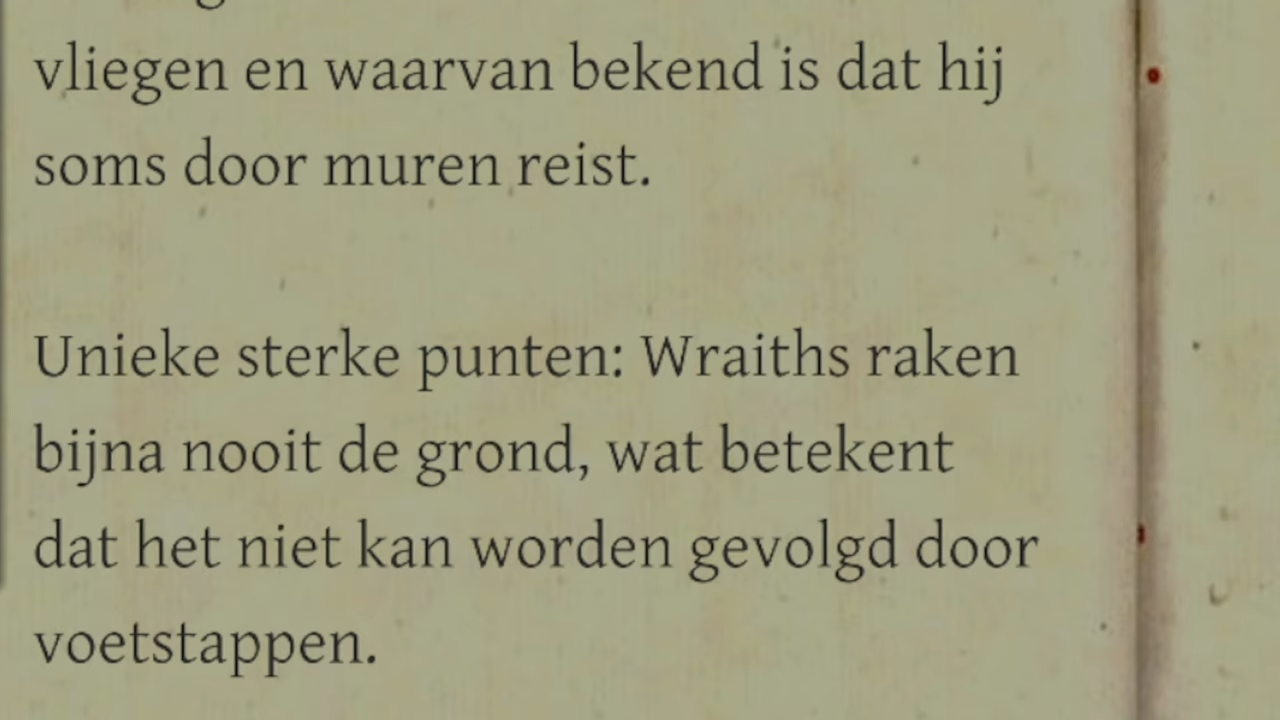 vliegen en waarvan bekend is dat hij
soms door muren reist.
Unieke sterke punten: Wraiths raken
bijna nooit de grond, wat betekent
dat het niet kan worden gevolgd door
voetstappen.